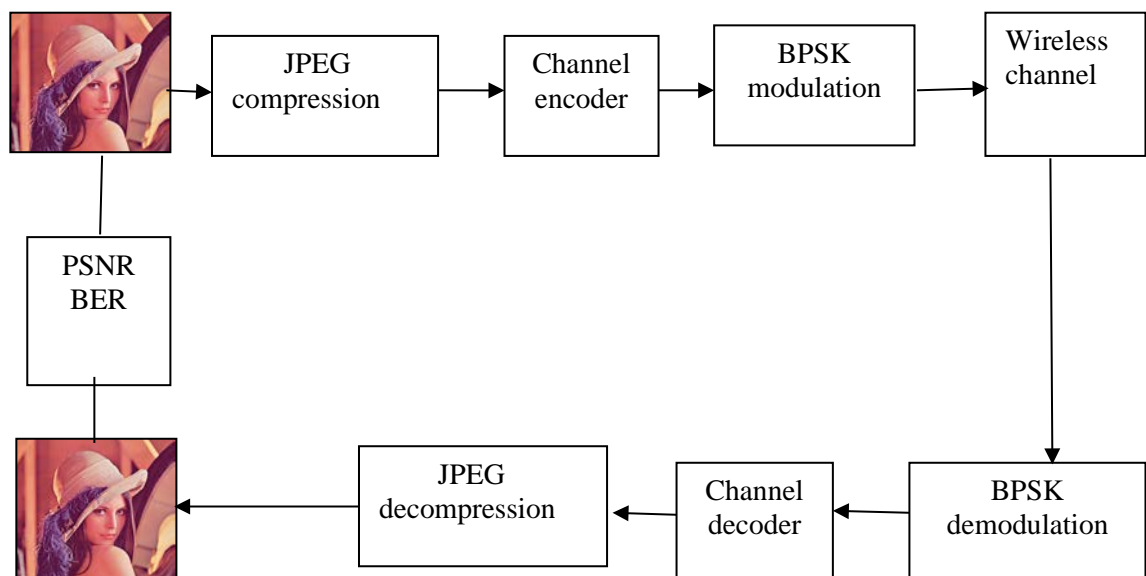 JPEG
compression
Channel
encoder
BPSK
modulation
Wireless
channel
PSNR
BER
JPEG
decompression
Channel
decoder
BPSK
demodulation